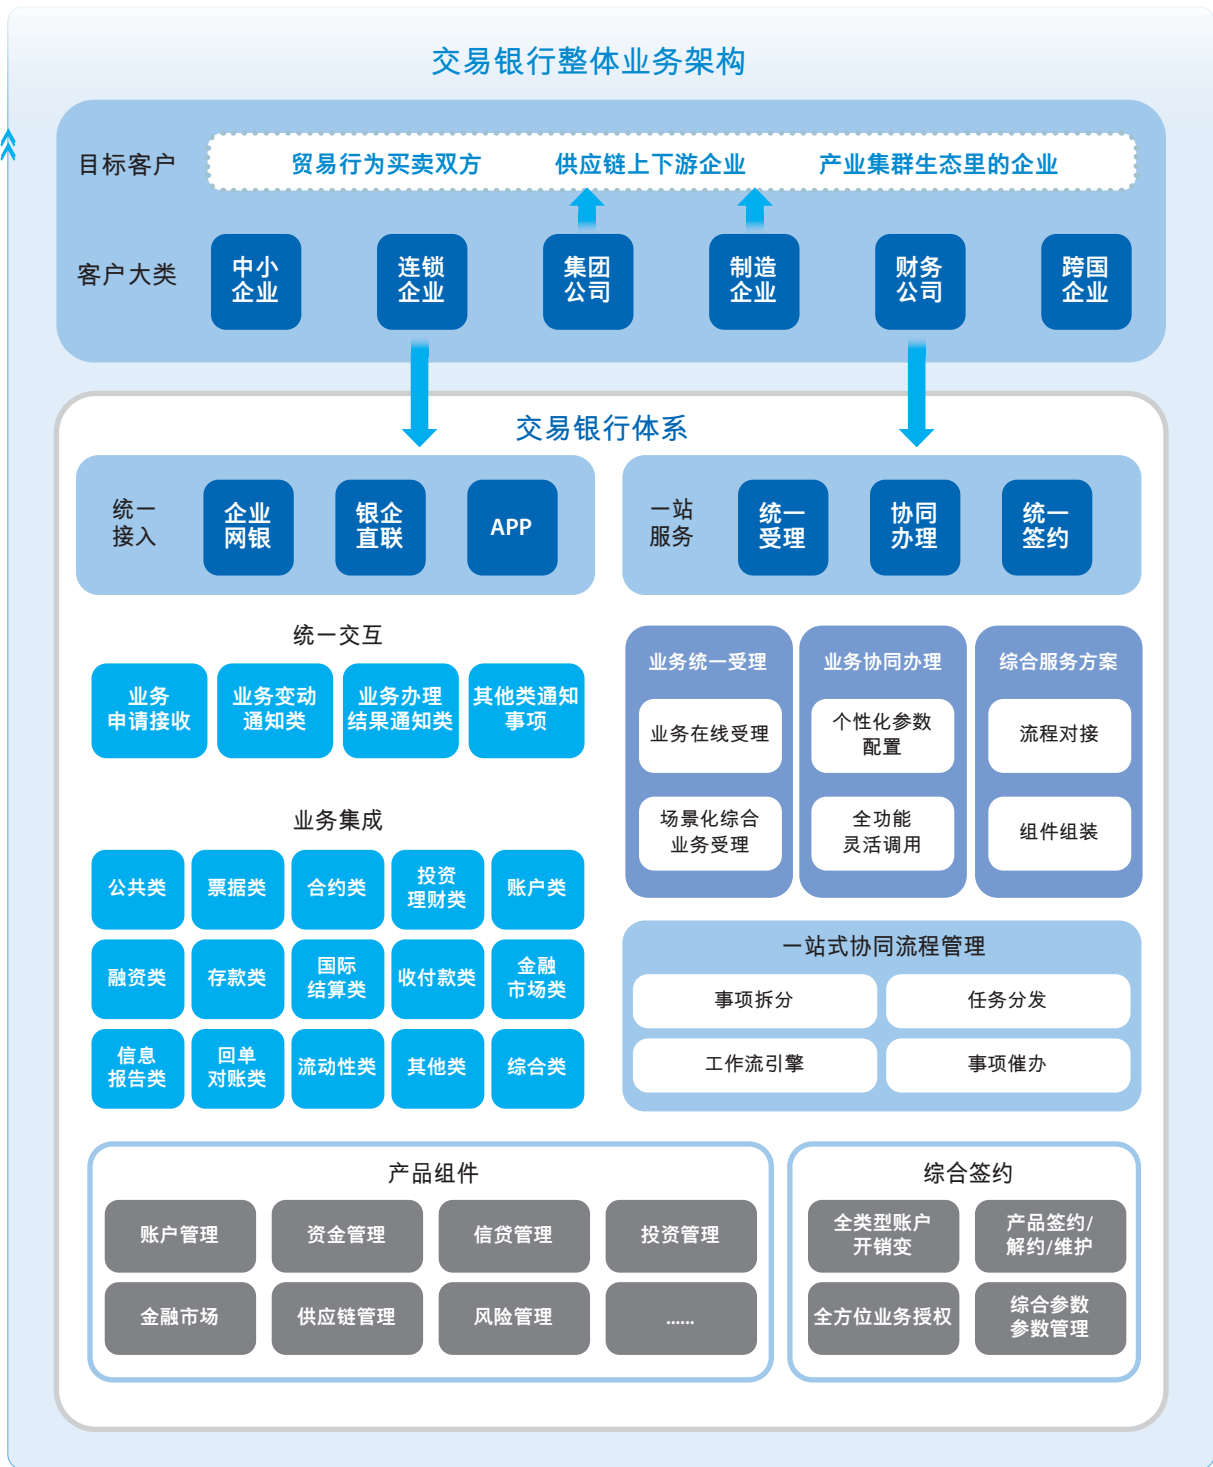 交易银行整体业务架构
目标客户
贸易行为买卖双方
供应链上下游企业
产业集群生态里的企业
客户大类
中小
企业
连锁
企业
集团
公司
制造
企业
财务
公司
跨国
企业
交易银行体系
统一
接入
企业
网银
银企
直联
APP
一站
服务
统一
受理
协同
办理
统一
签约
统一交互
业务
申请接收
业务变动
通知类
业务办理
结果通知类
其他类通知
事项
业务集成
公共类
票据类
合约类
投资
理财类
账户类
融资类
存款类
国际
结算类
收付款类
金融
市场类
信息
报告类
回单
对账类
流动性类
其他类
综合类
业务统一受理
业务在线受理
场景化综合
业务受理
业务协同办理
个性化参数
配置
全功能
灵活调用
综合服务方案
流程对接
组件组装
一站式协同流程管理
事项拆分
任务分发
工作流引擎
事项催办
产品组件
账户管理
资金管理
信贷管理
投资管理
金融市场
供应链管理
风险管理
......
综合签约
全类型账户
开销变
产品签约/
解约/维护
全方位业务授权
综合参数
参数管理